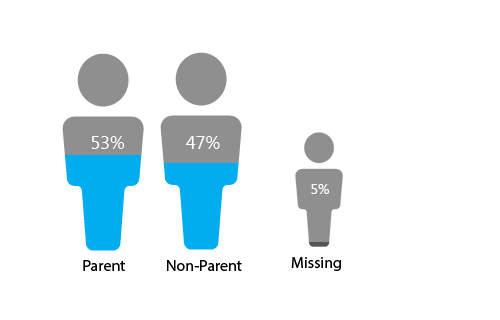 53%
47%
5%
Parent
Non-Parent
Missing